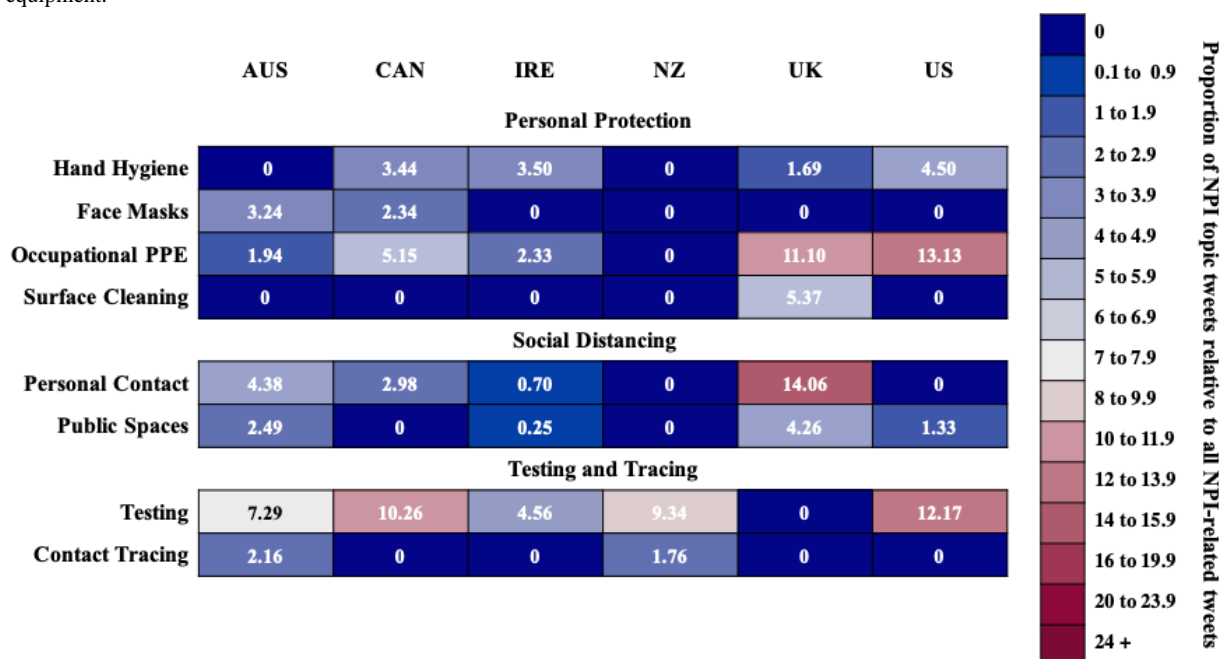 equipment.
AUS CAN IRE NZ UK US
Personal Protection
Hand Hygiene 0 3.44 3.50 0 1.69 4.50
Face Masks 3.24 2.34 0 0 0 0
Occupational PPE 1.94 5.15 2.33 0 11.10 13.13
Surface Cleaning 0 0 0 0 5.37 0
Social Distancing
Personal Contact 4.38 2.98 0.70 0 14.06 0
Public Spaces 2.49 0 0.25 0 4.26 1.33
Testing and Tracing
Testing 7.29 10.26 4.56 9.34 0 12.17
Contact Tracing 2.16 0 0 1.76 0 0
0
0.1 to 0.9
1 to 1.9
2 to 2.9
3 to 3.9
4 to 4.9
5 to 5.9
6 to 6.9
7 to 7.9
8 to 9.9
10 to 11.9
12 to 13.9
14 to 15.9
16 to 19.9
20 to 23.9
24 +
Proportion of NPI topic tweets relative to all NPI-related tweets